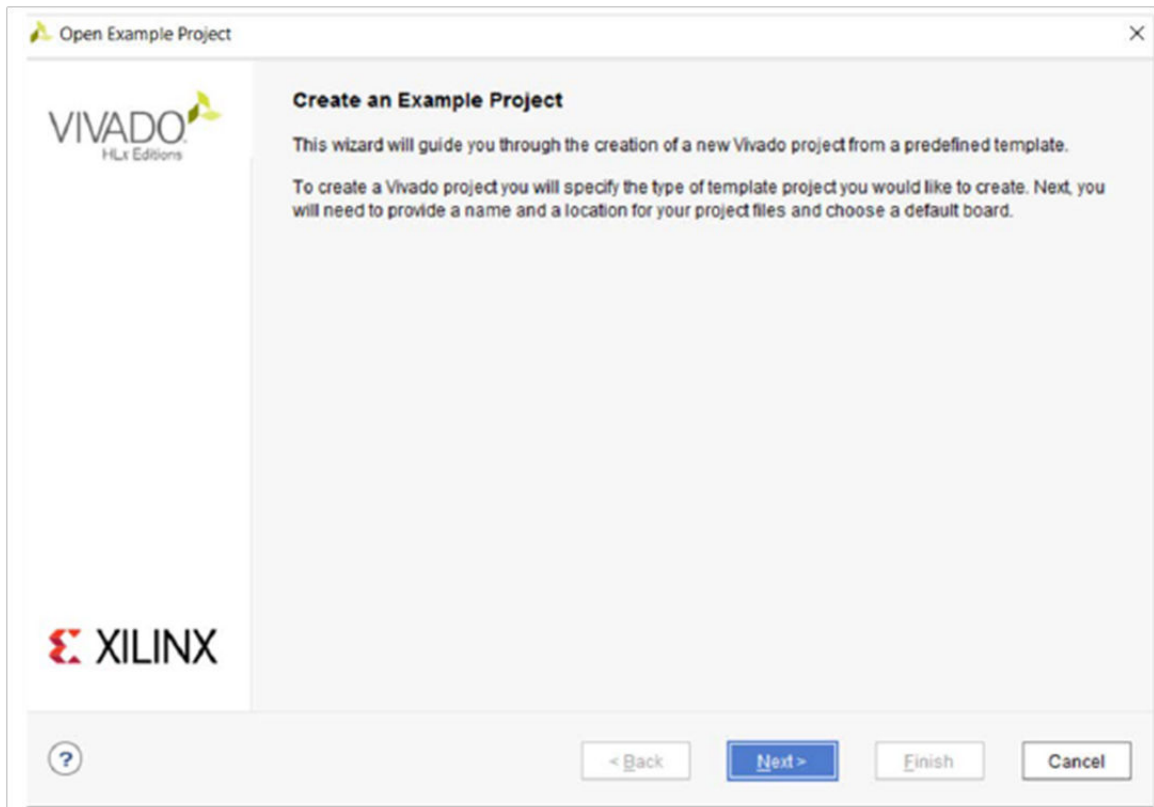 Open Example Project
VIVADO
HLx Editions
Create an Example Project
This wizard will guide you through the creation of a new Vivado project from a predefined template.
To create a Vivado project you will specify the type of template project you would like to create. Next, you
will need to provide a name and a location for your project files and choose a default board.
XILINX
?
< Back
Next >
Finish
Cancel